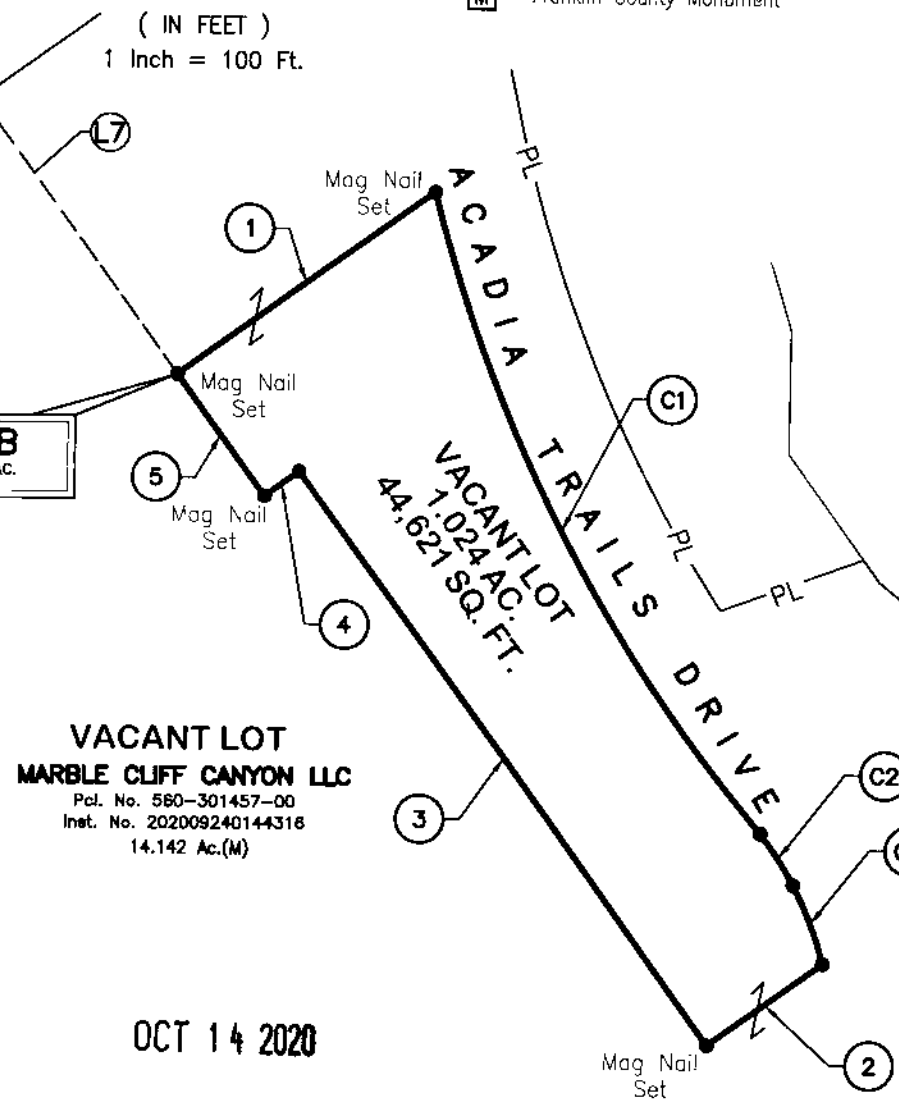 Franklin County Monument
M
( IN FEET )
1 Inch = 100 Ft.
L7
PL
Mag Nail
Set
ACADIA TRAILS DRIVE
1
Mag Nail
Set
C1
B
AC.
5
Mag Nail
Set
VACANT LOT
1.024 AC.
44,621 SQ. FT.
PL
PL
4
VACANT LOT
MARBLE CLIFF CANYON LLC
Pcl. No. 560-301457-00
Inst. No. 202009240144316
14.142 Ac.(M)
3
C2
OCT 14 2020
Mag Nail
Set
2